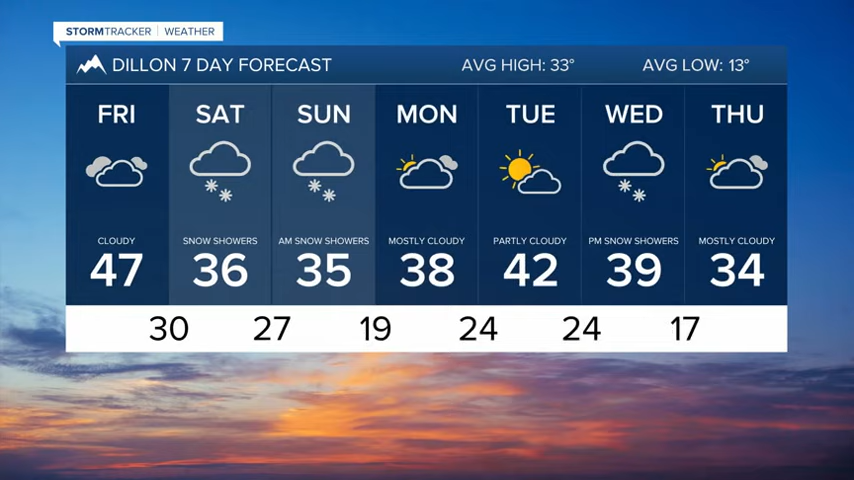 STORMTRACKER | WEATHER
DILLON 7 DAY FORECAST AVG HIGH: 33° AVG LOW: 13°
FRI SAT SUN MON TUE WED THU
CLOUDY SNOW SHOWERS AM SNOW SHOWERS MOSTLY CLOUDY PARTLY CLOUDY PM SNOW SHOWERS MOSTLY CLOUDY
47 36 35 38 42 39 34
30 27 19 24 24 17